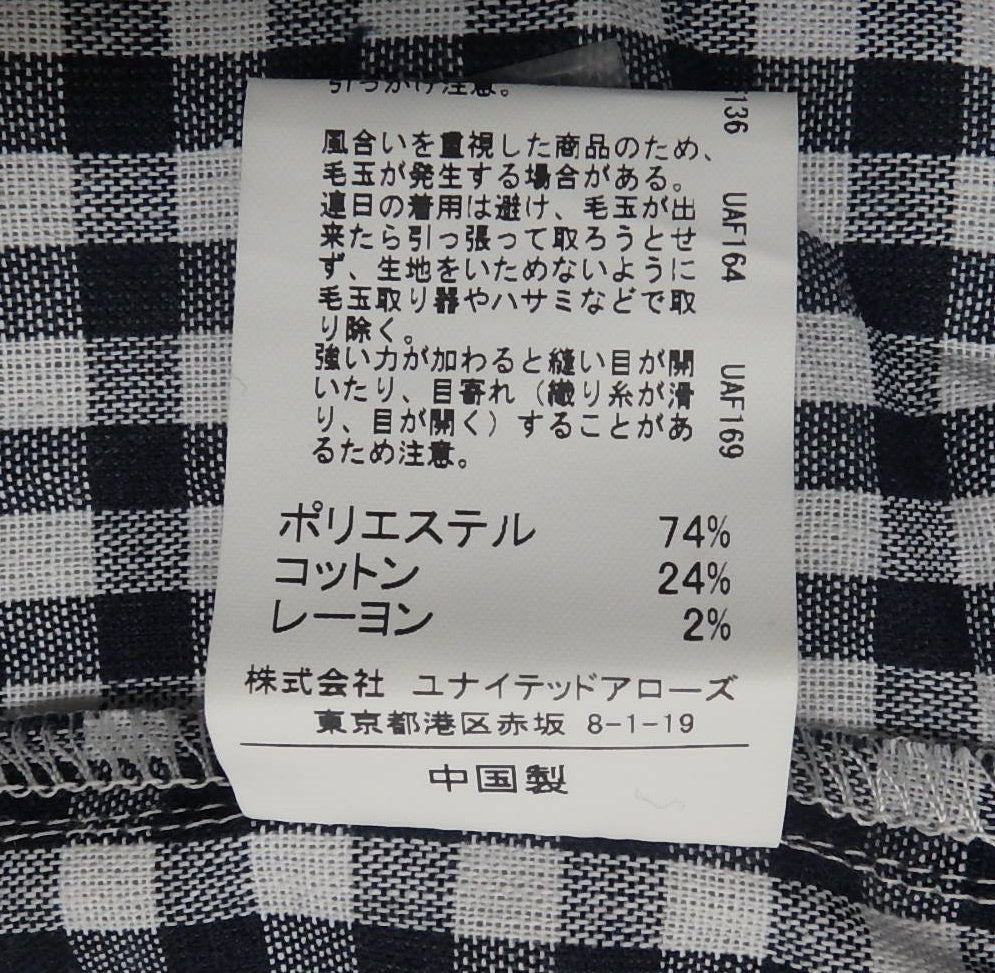 引っかけ注意。
風合いを重視した商品のため、
毛玉が発生する場合がある。
連日の着用は避け、毛玉が出
来たら引っ張って取ろうとせ
ず、生地をいためないように
毛玉取り器やハサミなどで取
り除く。
強い力が加わると縫い目が開
いたり、目寄れ（織り糸が滑
り、目が開く）することがあ
るため注意。
136
UAF164
UAF169
ポリエステル 74%
コットン 24%
レーヨン 2%
株式会社 ユナイテッドアローズ
東京都港区赤坂 8-1-19
中国製